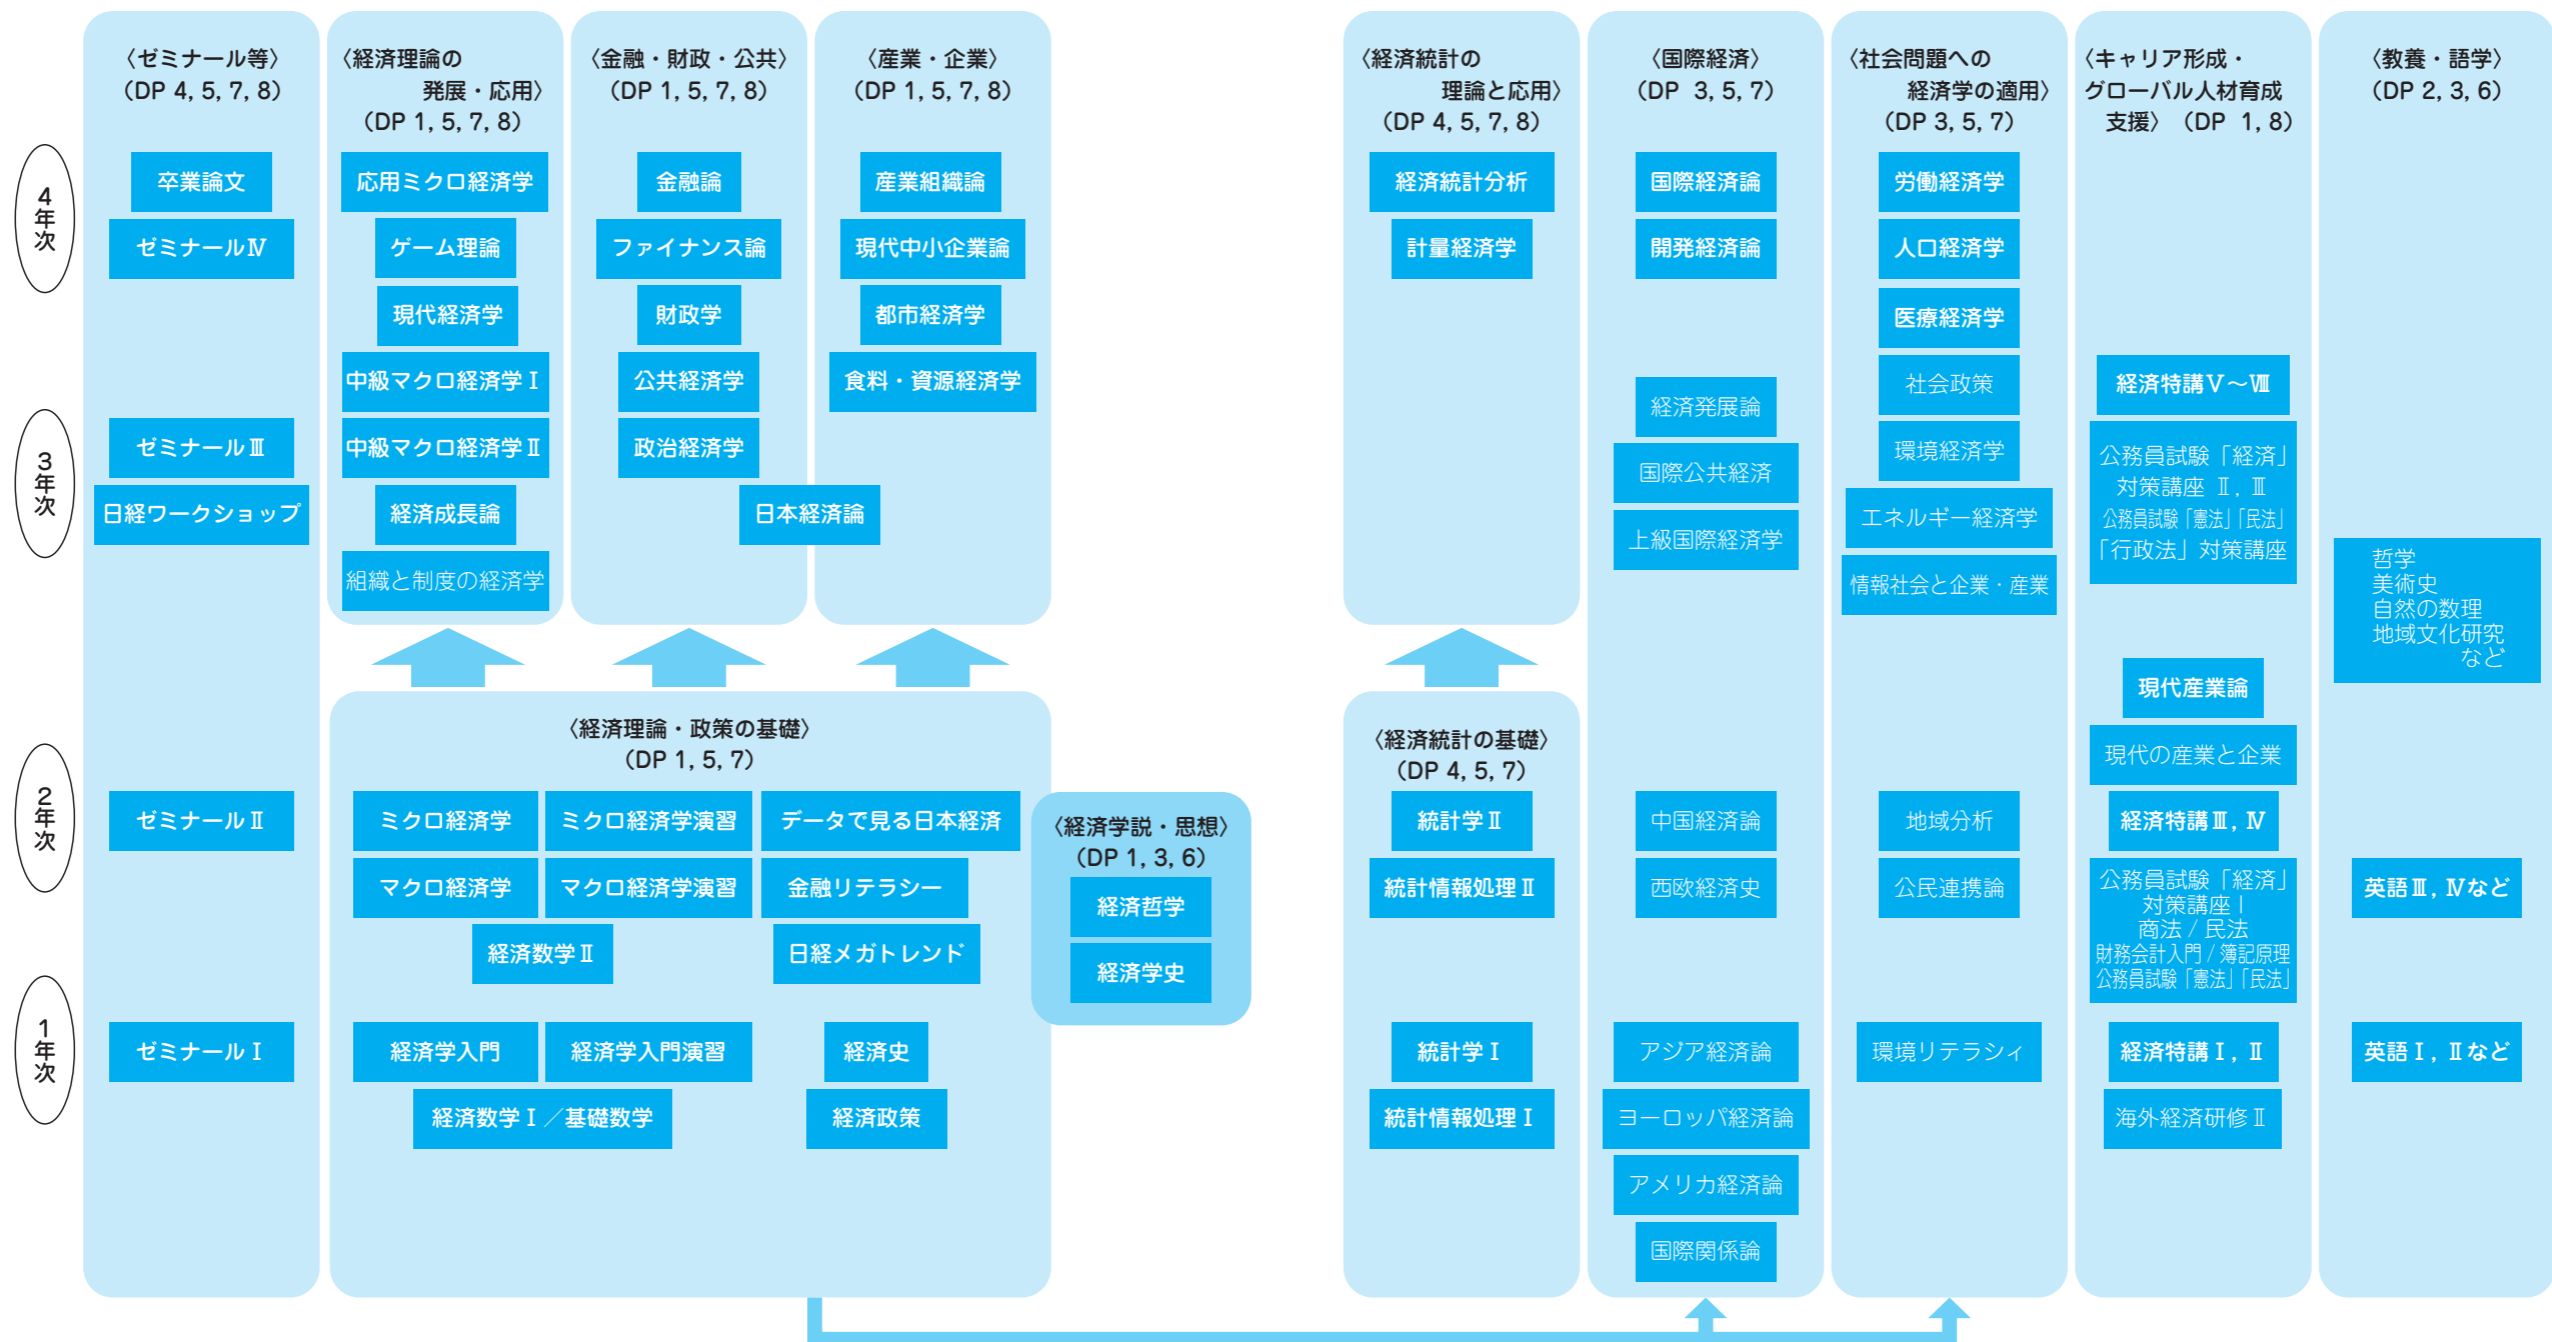 4年次
3年次
2年次
1年次
〈ゼミナール等〉
（DP 4, 5, 7, 8）
卒業論文
ゼミナールⅣ
ゼミナールⅢ
日経ワークショップ
ゼミナールⅡ
ゼミナールⅠ
〈経済理論の
発展・応用〉
（DP 1, 5, 7, 8）
応用ミクロ経済学
ゲーム理論
現代経済学
中級マクロ経済学Ⅰ
中級マクロ経済学Ⅱ
経済成長論
組織と制度の経済学
〈金融・財政・公共〉
（DP 1, 5, 7, 8）
金融論
ファイナンス論
財政学
公共経済学
政治経済学
日本経済論
〈産業・企業〉
（DP 1, 5, 7, 8）
産業組織論
現代中小企業論
都市経済学
食料・資源経済学
〈経済理論・政策の基礎〉
（DP 1, 5, 7）
ミクロ経済学
ミクロ経済学演習
データで見る日本経済
マクロ経済学
マクロ経済学演習
金融リテラシー
経済数学Ⅱ
日経メガトレンド
経済学入門
経済学入門演習
経済史
経済数学Ⅰ／基礎数学
経済政策
〈経済学説・思想〉
（DP 1, 3, 6）
経済哲学
経済学史
〈経済統計の
理論と応用〉
（DP 4, 5, 7, 8）
経済統計分析
計量経済学
〈経済統計の基礎〉
（DP 4, 5, 7）
統計学Ⅱ
統計情報処理Ⅱ
統計学Ⅰ
統計情報処理Ⅰ
〈国際経済〉
（DP 3, 5, 7）
国際経済論
開発経済論
経済発展論
国際公共経済
上級国際経済学
中国経済論
西欧経済史
アジア経済論
ヨーロッパ経済論
アメリカ経済論
国際関係論
〈社会問題への
経済学の適用〉
（DP 3, 5, 7）
労働経済学
人口経済学
医療経済学
社会政策
環境経済学
エネルギー経済学
情報社会と企業・産業
地域分析
公民連携論
環境リテラシィ
〈キャリア形成・
グローバル人材育成
支援〉（DP 1, 8）
経済特講Ⅴ～Ⅷ
公務員試験「経済」
対策講座 Ⅱ, Ⅲ
公務員試験「憲法」「民法」
「行政法」対策講座
現代産業論
現代の産業と企業
経済特講Ⅲ, Ⅳ
公務員試験「経済」
対策講座Ⅰ
商法 / 民法
財務会計入門 / 簿記原理
公務員試験「憲法」「民法」
経済特講Ⅰ, Ⅱ
海外経済研修Ⅱ
〈教養・語学〉
（DP 2, 3, 6）
哲学
美術史
自然の数理
地域文化研究
など
英語Ⅲ, Ⅳなど
英語Ⅰ, Ⅱなど